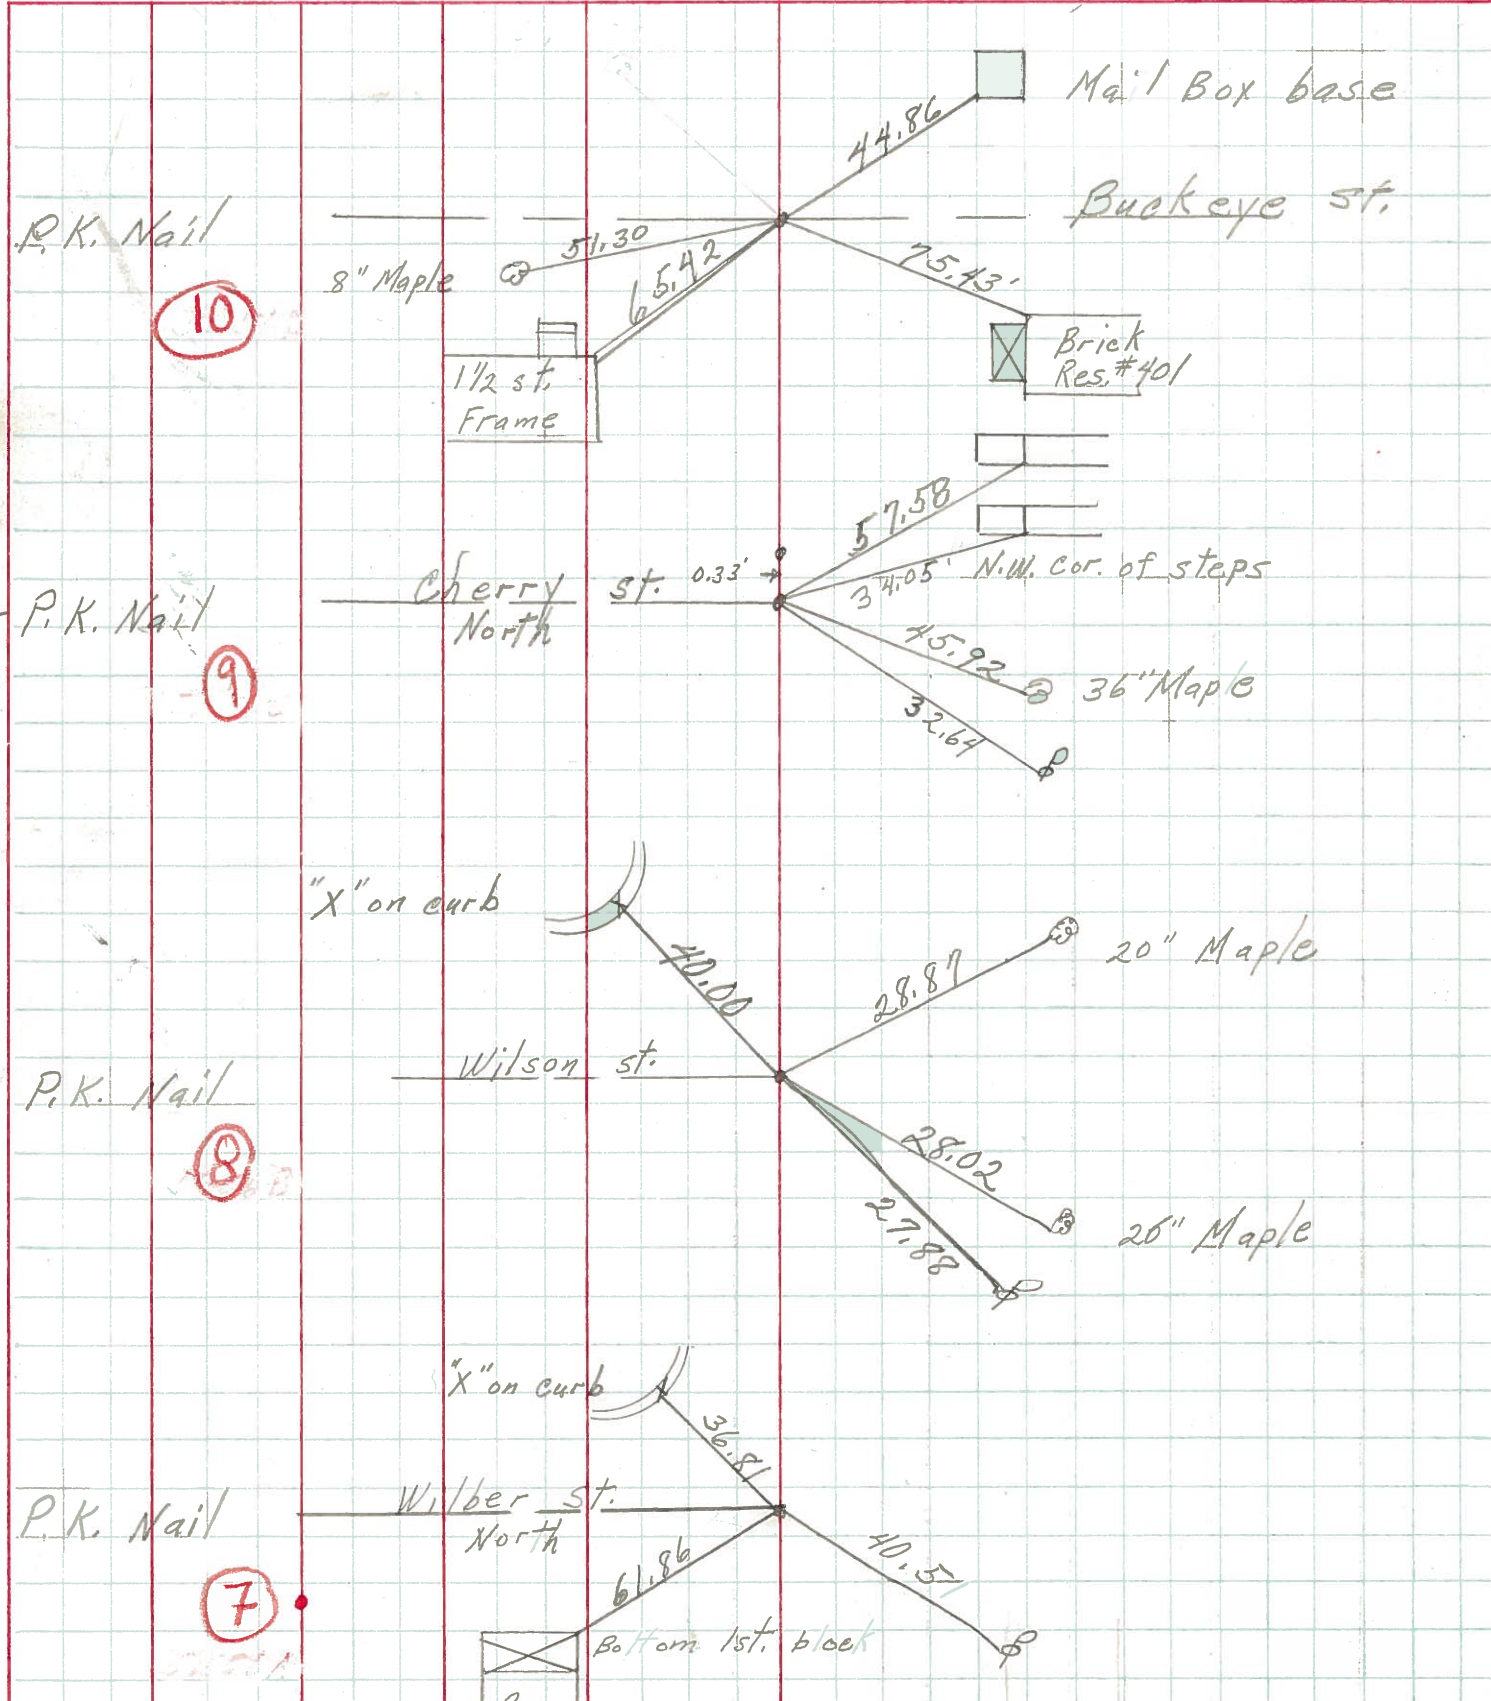 Mail Box base
44.86
P.K. Nail
Buckeye st.
51.30
8" Maple
65.42
75.43'
10
1 1/2 st.
Frame
Brick
Res. #401
57.58
Cherry st. 0.33'
North
34.05' N.W. cor. of steps
P.K. Nail
45.92
36" Maple
9
32.64
"X" on curb
40.00
28.87
20" Maple
Wilson st.
P.K. Nail
28.02
8
27.88
26" Maple
"X" on curb
36.81
Wilber st.
North
P.K. Nail
61.86
40.51
7
Bottom 1st. block